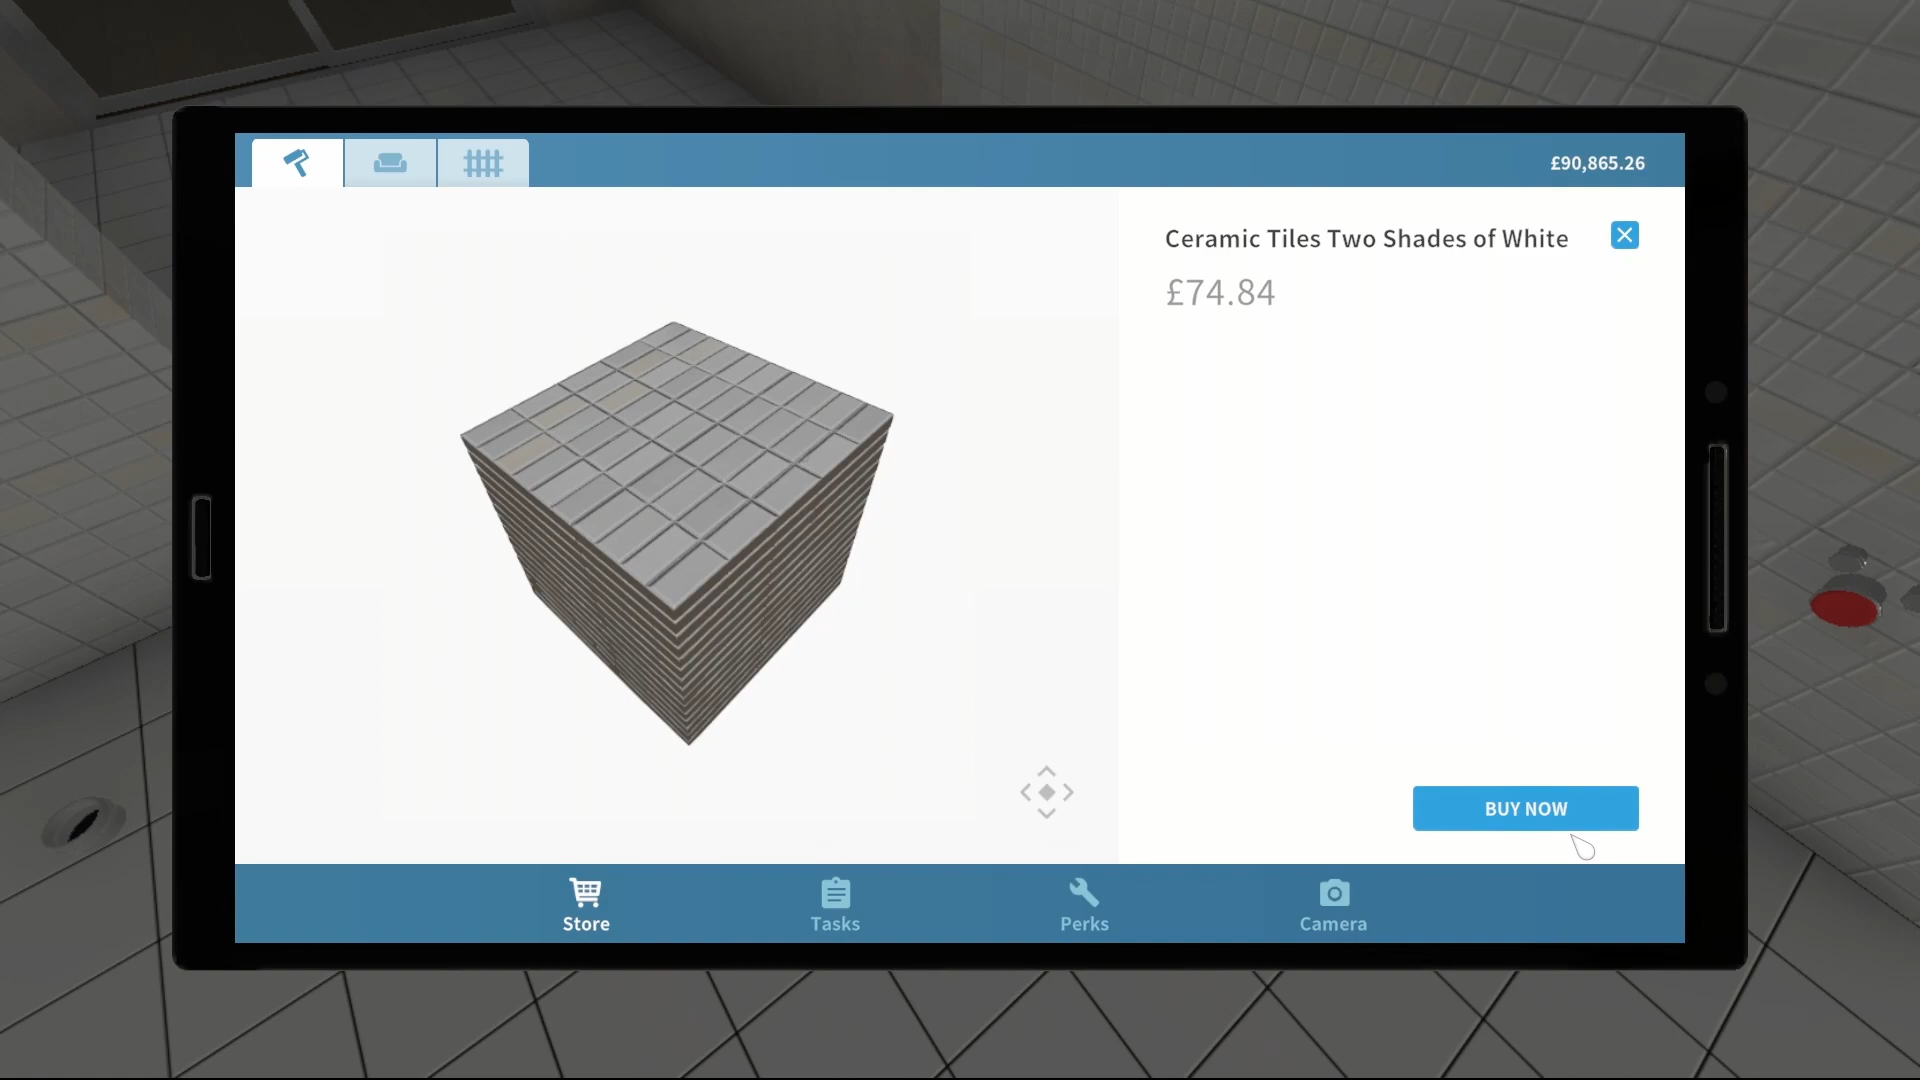 £90,865.26
Ceramic Tiles Two Shades of White
£74.84
BUY NOW
Store
Tasks
Perks
Camera